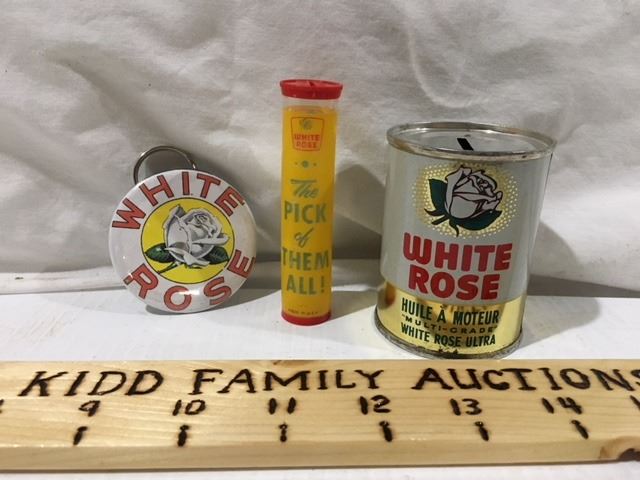 WHITE
ROSE
WHITE
ROSE
The
PICK
of
THEM
ALL!
WHITE
ROSE
HUILE À MOTEUR
"MULTI-GRADE"
WHITE ROSE ULTRA
KIDD FAMILY AUCTIONS
9 10 11 12 13 14